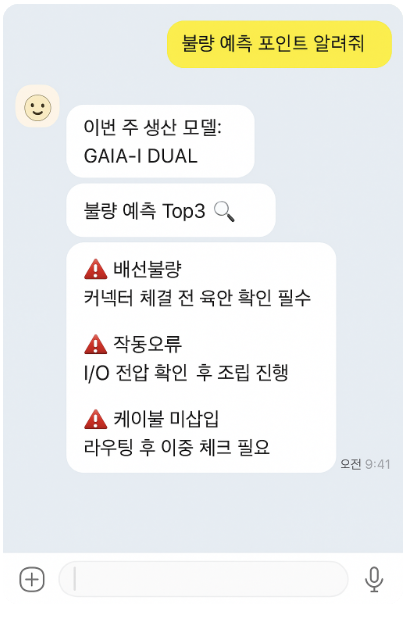 불량 예측 포인트 알려줘
이번 주 생산 모델:
GAIA-I DUAL
불량 예측 Top3 🔍
⚠️ 배선불량
커넥터 체결 전 육안 확인 필수
⚠️ 작동오류
I/O 전압 확인 후 조립 진행
⚠️ 케이블 미삽입
라우팅 후 이중 체크 필요
오전 9:41